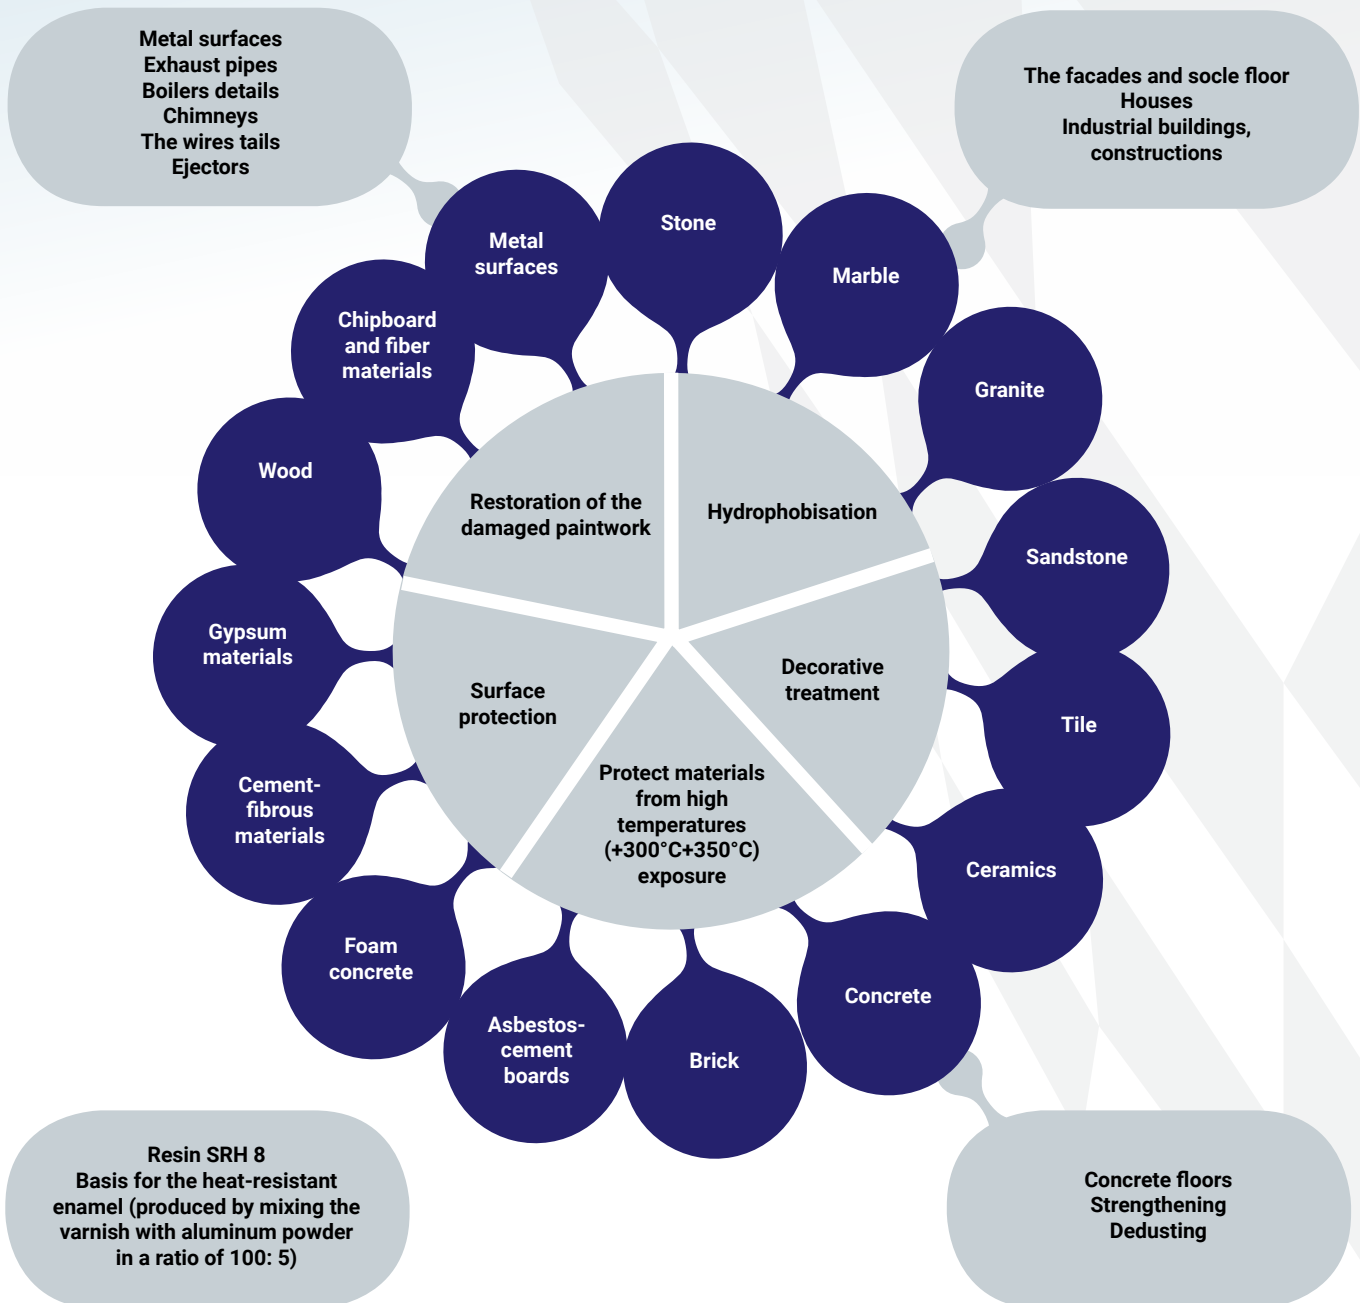 Metal surfaces
Exhaust pipes
Boilers details
Chimneys
The wires tails
Ejectors
The facades and socle floor
Houses
Industrial buildings,
constructions
Stone
Metal
surfaces
Marble
Chipboard
and fiber
materials
Granite
Wood
Sandstone
Gypsum
materials
Tile
Cement-
fibrous
materials
Ceramics
Foam
concrete
Concrete
Asbestos-
cement
boards
Brick
Restoration of the
damaged paintwork
Hydrophobisation
Surface
protection
Decorative
treatment
Protect materials
from high
temperatures
(+300°C+350°C)
exposure
Resin SRH 8
Basis for the heat-resistant
enamel (produced by mixing the
varnish with aluminum powder
in a ratio of 100: 5)
Concrete floors
Strengthening
Dedusting